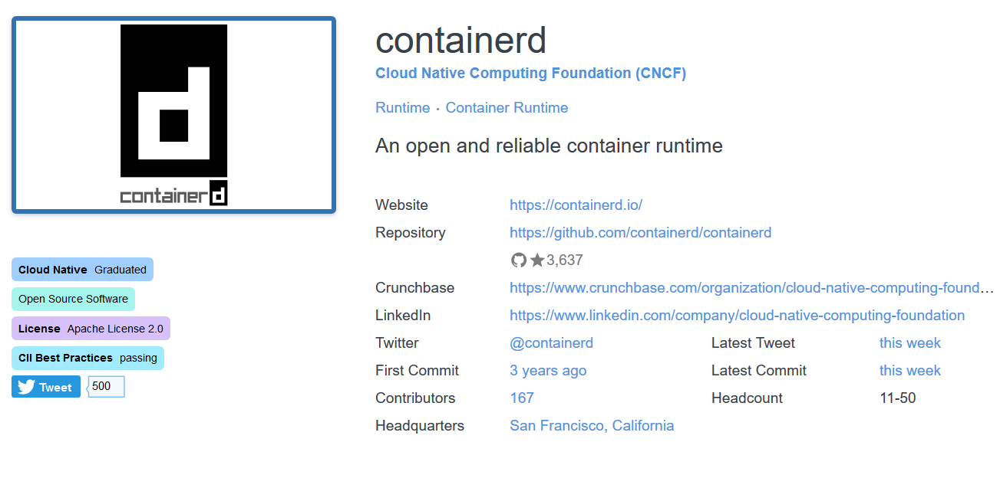 d
containerd
Cloud Native Graduated
Open Source Software
License Apache License 2.0
CII Best Practices passing
Tweet 500
containerd
Cloud Native Computing Foundation (CNCF)
Runtime · Container Runtime
An open and reliable container runtime
Website https://containerd.io/
Repository https://github.com/containerd/containerd
3,637
Crunchbase https://www.crunchbase.com/organization/cloud-native-computing-found...
LinkedIn https://www.linkedin.com/company/cloud-native-computing-foundation
Twitter @containerd Latest Tweet this week
First Commit 3 years ago Latest Commit this week
Contributors 167 Headcount 11-50
Headquarters San Francisco, California